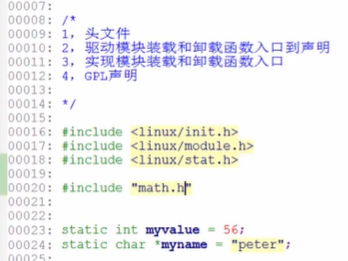 00007:
00008: /*
00009: 1, 头文件
00010: 2, 驱动模块装载和卸载函数入口到声明
00011: 3, 实现模块装载和卸载函数入口
00012: 4, GPL声明
00013:
00014: */
00015:
00016: #include <linux/init.h>
00017: #include <linux/module.h>
00018: #include <linux/stat.h>
00019:
00020: #include "math.h"
00021:
00022:
00023: static int myvalue = 56;
00024: static char *myname = "peter";
00025: